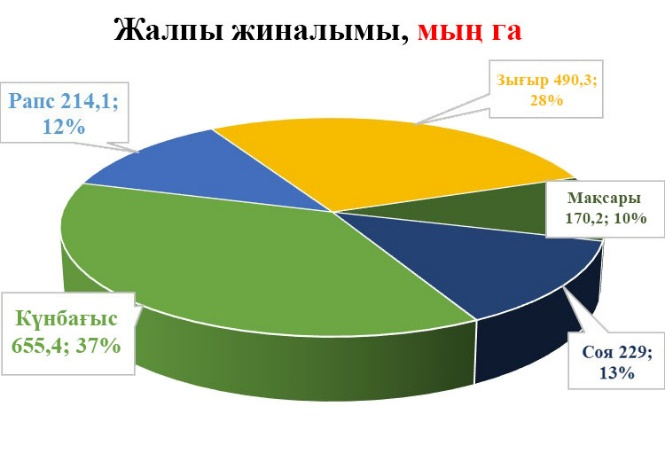 Жалпы жиналымы, мың га
Зығыр 490,3;
28%
Рапс 214,1;
12%
Мақсары
170,2; 10%
Күнбағыс
655,4; 37%
Соя 229;
13%